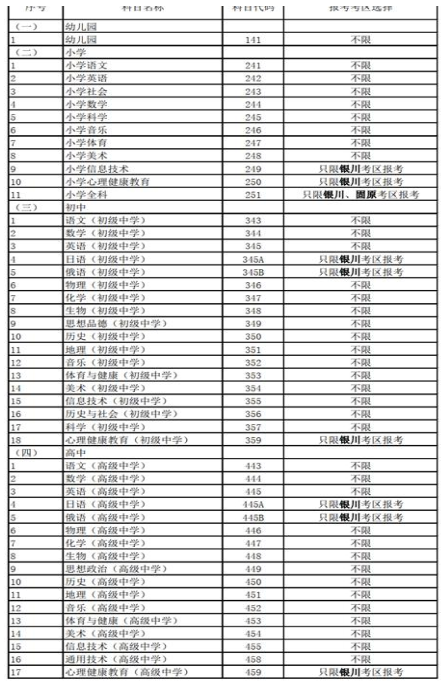 序号 科目名称 科目代码 报考考区选择
（一） 幼儿园
1 幼儿园 141 不限
（二） 小学
1 小学语文 241 不限
2 小学英语 242 不限
3 小学社会 243 不限
4 小学数学 244 不限
5 小学科学 245 不限
6 小学音乐 246 不限
7 小学体育 247 不限
8 小学美术 248 不限
9 小学信息技术 249 只限银川考区报考
10 小学心理健康教育 250 只限银川考区报考
11 小学全科 251 只限银川、固原考区报考
（三） 初中
1 语文（初级中学） 343 不限
2 数学（初级中学） 344 不限
3 英语（初级中学） 345 不限
4 日语（初级中学） 345A 只限银川考区报考
5 俄语（初级中学） 345B 只限银川考区报考
6 物理（初级中学） 346 不限
7 化学（初级中学） 347 不限
8 生物（初级中学） 348 不限
9 思想品德（初级中学） 349 不限
10 历史（初级中学） 350 不限
11 地理（初级中学） 351 不限
12 音乐（初级中学） 352 不限
13 体育与健康（初级中学） 353 不限
14 美术（初级中学） 354 不限
15 信息技术（初级中学） 355 不限
16 历史与社会（初级中学） 356 不限
17 科学（初级中学） 357 不限
18 心理健康教育（初级中学） 359 只限银川考区报考
（四） 高中
1 语文（高级中学） 443 不限
2 数学（高级中学） 444 不限
3 英语（高级中学） 445 不限
4 日语（高级中学） 445A 只限银川考区报考
5 俄语（高级中学） 445B 只限银川考区报考
6 物理（高级中学） 446 不限
7 化学（高级中学） 447 不限
8 生物（高级中学） 448 不限
9 思想政治（高级中学） 449 不限
10 历史（高级中学） 450 不限
11 地理（高级中学） 451 不限
12 音乐（高级中学） 452 不限
13 体育与健康（高级中学） 453 不限
14 美术（高级中学） 454 不限
15 信息技术（高级中学） 455 不限
16 通用技术（高级中学） 458 不限
17 心理健康教育（高级中学） 459 只限银川考区报考